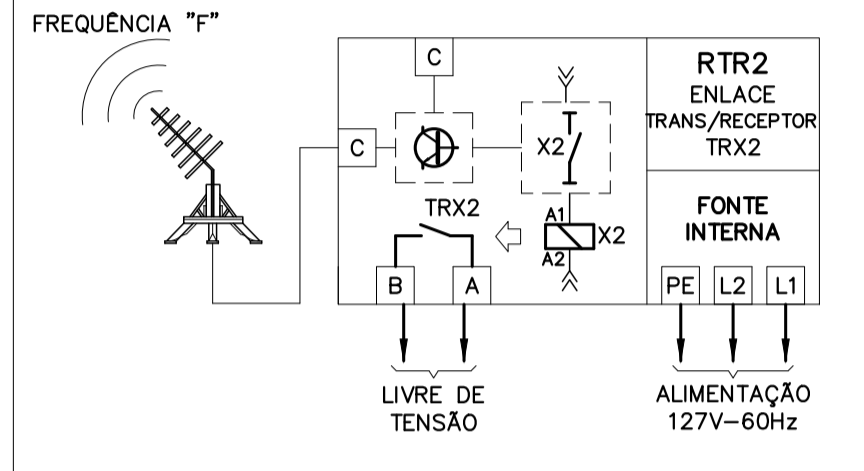 FREQUÊNCIA "F"
C
C
X2
RTR2
ENLACE
TRANS/RECEPTOR
TRX2
TRX2
A1
X2
A2
FONTE
INTERNA
B
A
PE
L2
L1
LIVRE DE
TENSÃO
ALIMENTAÇÃO
127V-60Hz